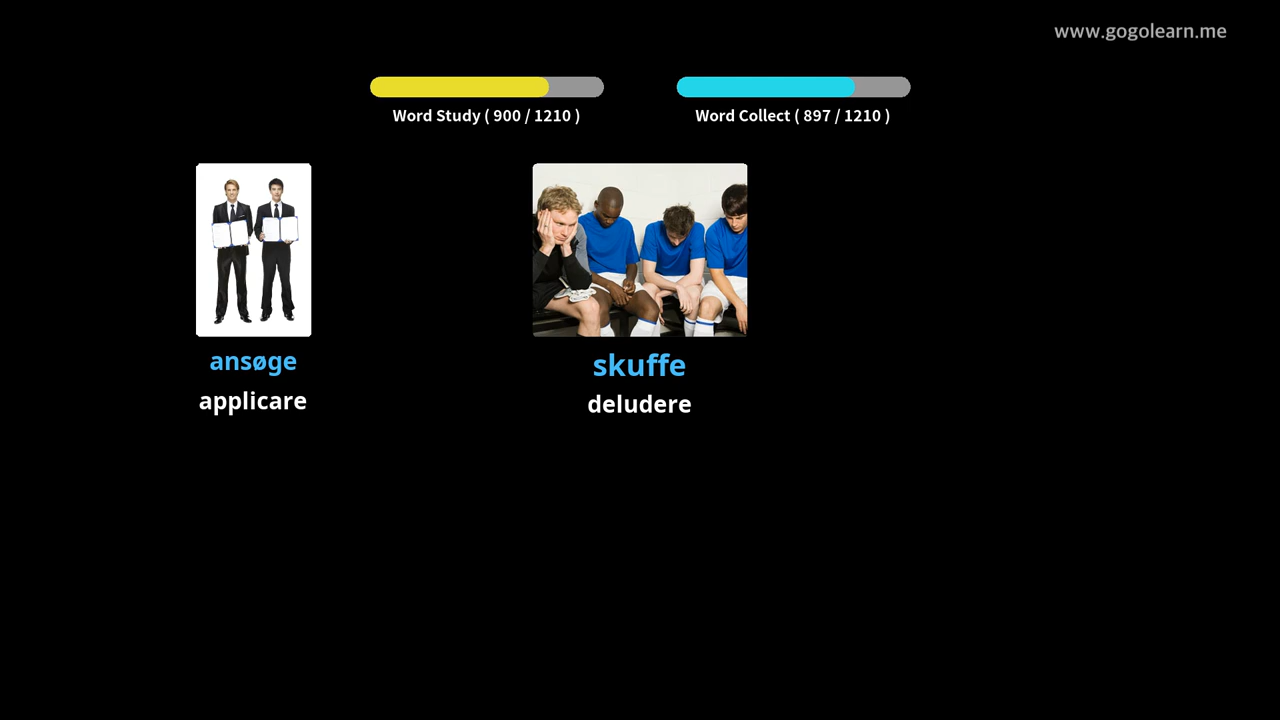 www.gogolearn.me
Word Study ( 900 / 1210 )
Word Collect ( 897 / 1210 )
ansøge
applicare
skuffe
deludere